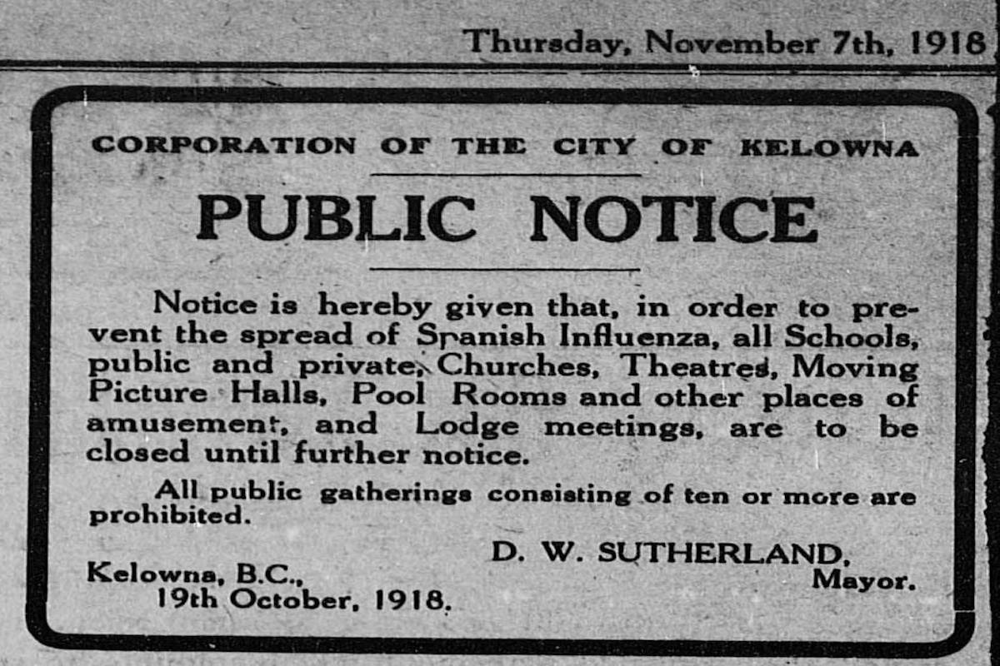 Thursday, November 7th, 1918
CORPORATION OF THE CITY OF KELOWNA
PUBLIC NOTICE
Notice is hereby given that, in order to pre-
vent the spread of Spanish Influenza, all Schools,
public and private, Churches, Theatres, Moving
Picture Halls, Pool Rooms and other places of
amusement, and Lodge meetings, are to be
closed until further notice.
All public gatherings consisting of ten or more are
prohibited.
D. W. SUTHERLAND,
Mayor.
Kelowna, B.C.,
19th October, 1918.